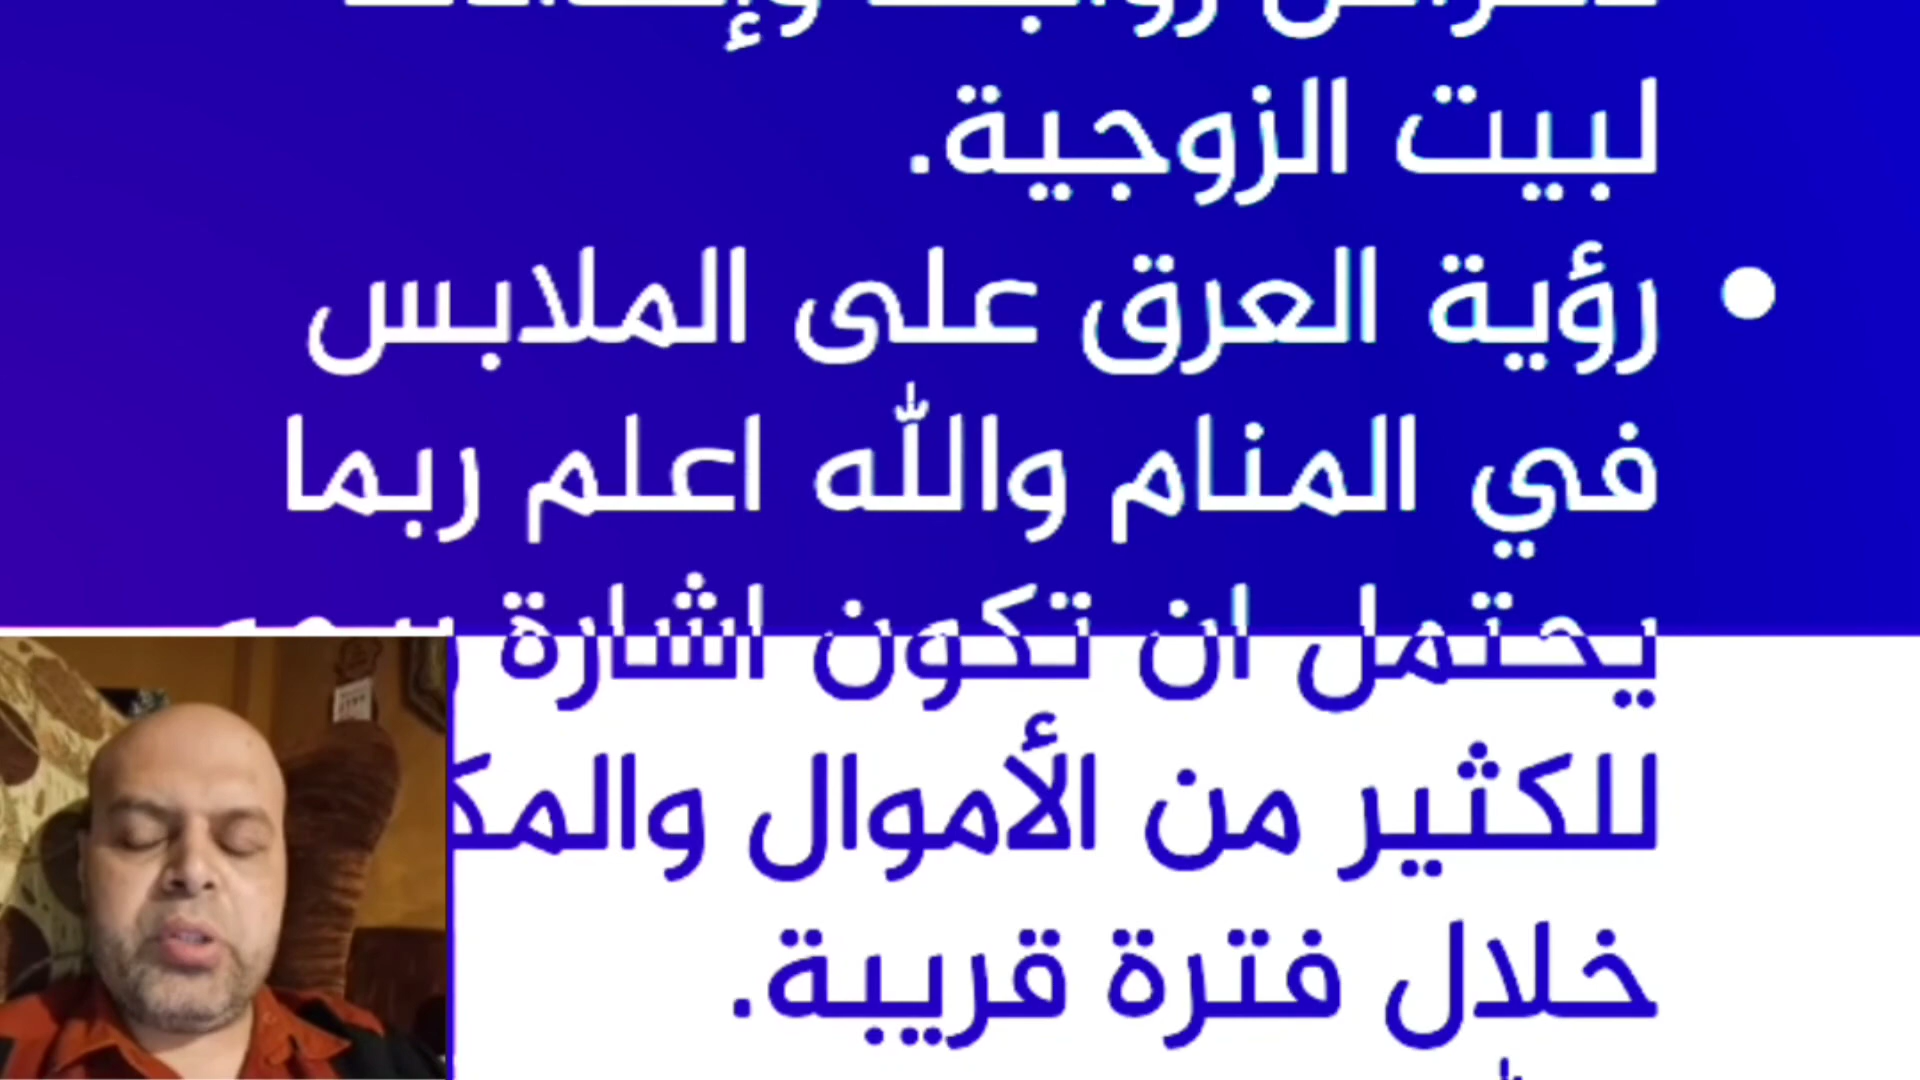 لبيت الزوجية.
• رؤية العرق على الملابس
في المنام والله اعلم ربما
يحتمل ان تكون اشارة
للكثير من الأموال
خلال فترة قريبة.